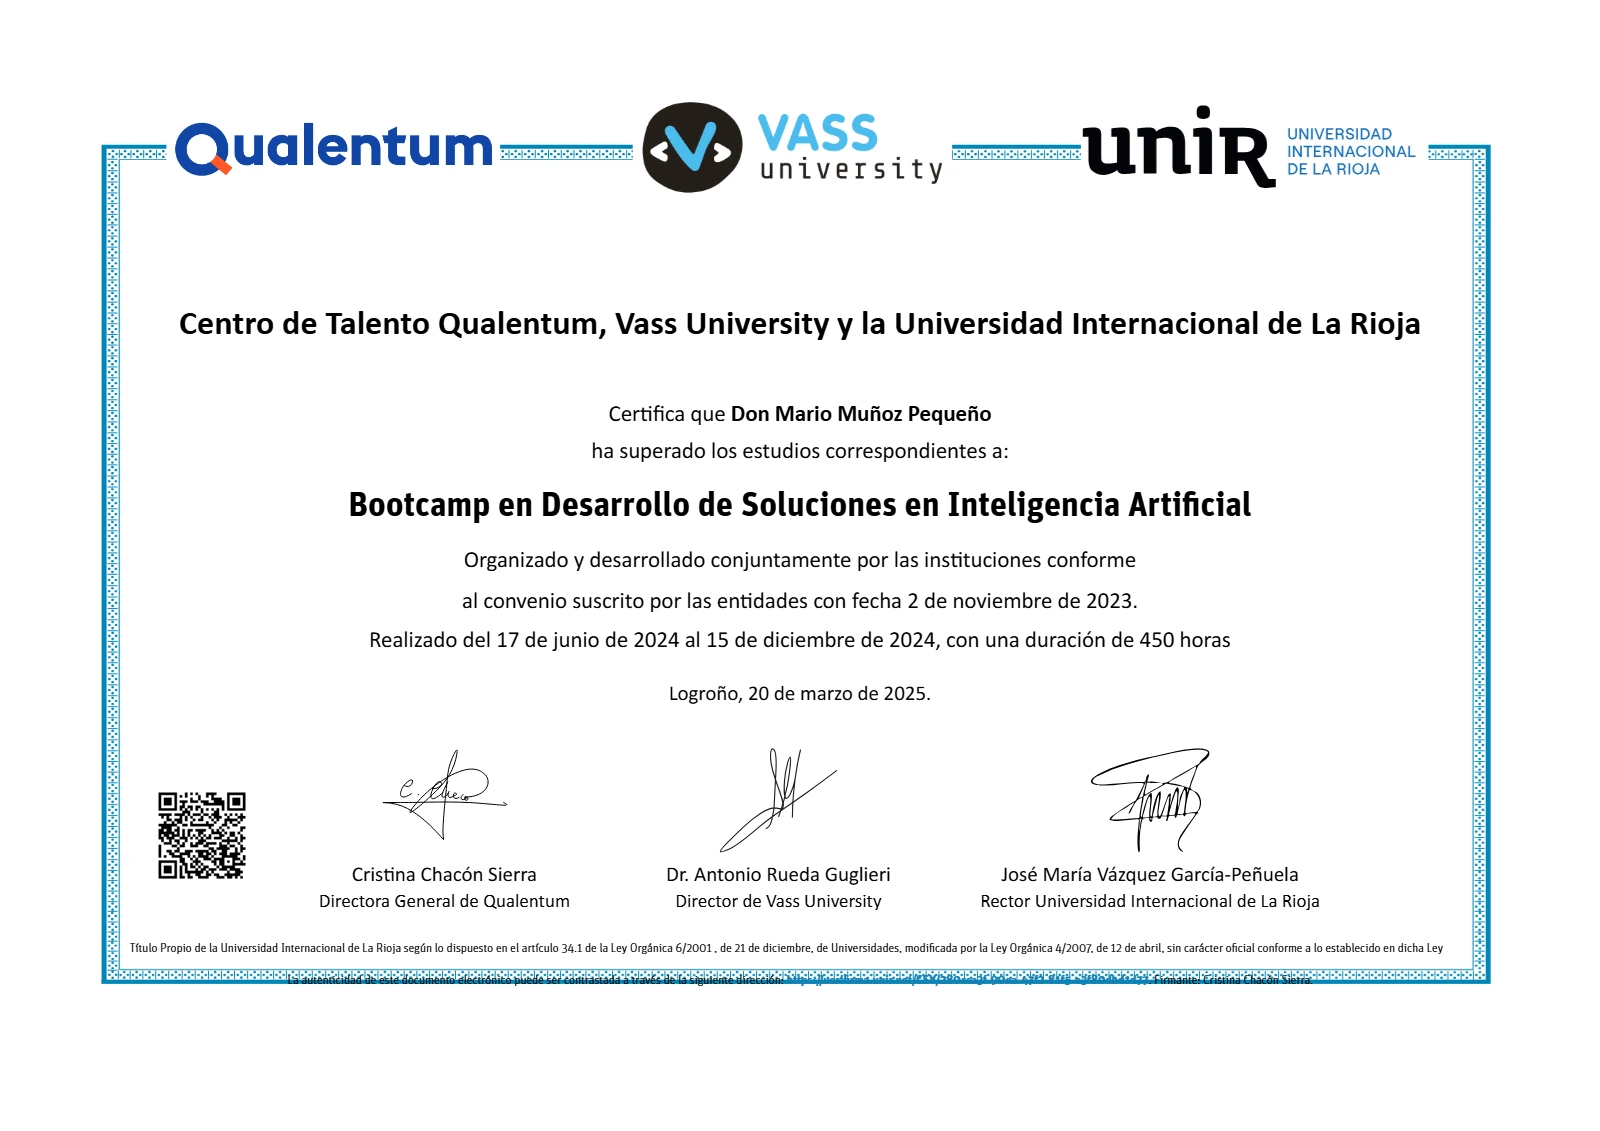 Qualentum
VASS
university
unir
UNIVERSIDAD
INTERNACIONAL
DE LA RIOJA
Centro de Talento Qualentum, Vass University y la Universidad Internacional de La Rioja
Certifica que Don Mario Muñoz Pequeño
ha superado los estudios correspondientes a:
Bootcamp en Desarrollo de Soluciones en Inteligencia Artificial
Organizado y desarrollado conjuntamente por las instituciones conforme
al convenio suscrito por las entidades con fecha 2 de noviembre de 2023.
Realizado del 17 de junio de 2024 al 15 de diciembre de 2024, con una duración de 450 horas
Logroño, 20 de marzo de 2025.
Cristina Chacón Sierra
Directora General de Qualentum
Dr. Antonio Rueda Guglieri
Director de Vass University
José María Vázquez García-Peñuela
Rector Universidad Internacional de La Rioja
Título Propio de la Universidad Internacional de La Rioja según lo dispuesto en el artículo 34.1 de la Ley Orgánica 6/2001 , de 21 de diciembre, de Universidades, modificada por la Ley Orgánica 4/2007, de 12 de abril, sin carácter oficial conforme a lo establecido en dicha Ley
La autenticidad de este documento electrónico puede ser contrastada a través de la siguiente dirección: Firmante: Cristina Chacón Sierra.